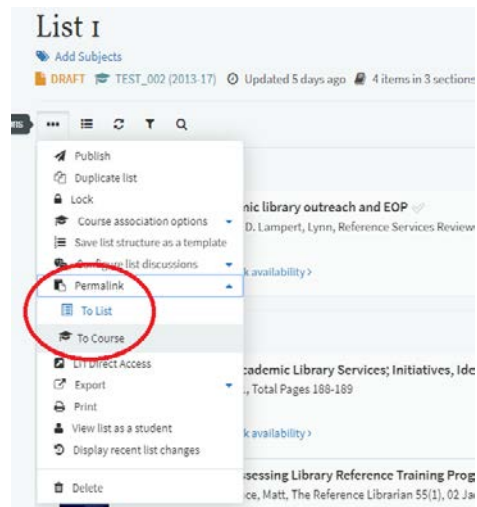 List 1
Add Subjects
DRAFT TEST_002 (2013-17) Updated 5 days ago 4 items in 3 sections
Publish
Duplicate list
Lock
nic library outreach and EOP
Course association options
D. Lampert, Lynn, Reference Services Review
Save list structure as a template
Configure list discussions
k availability >
Permalink
To List
To Course
LTI Direct Access
cademic Library Services; Initiatives, Ide
Export
., Total Pages 188-189
Print
View list as a student
k availability >
Display recent list changes
ssessing Library Reference Training Prog
Delete
ce, Matt, The Reference Librarian 55(1), 02 Ja